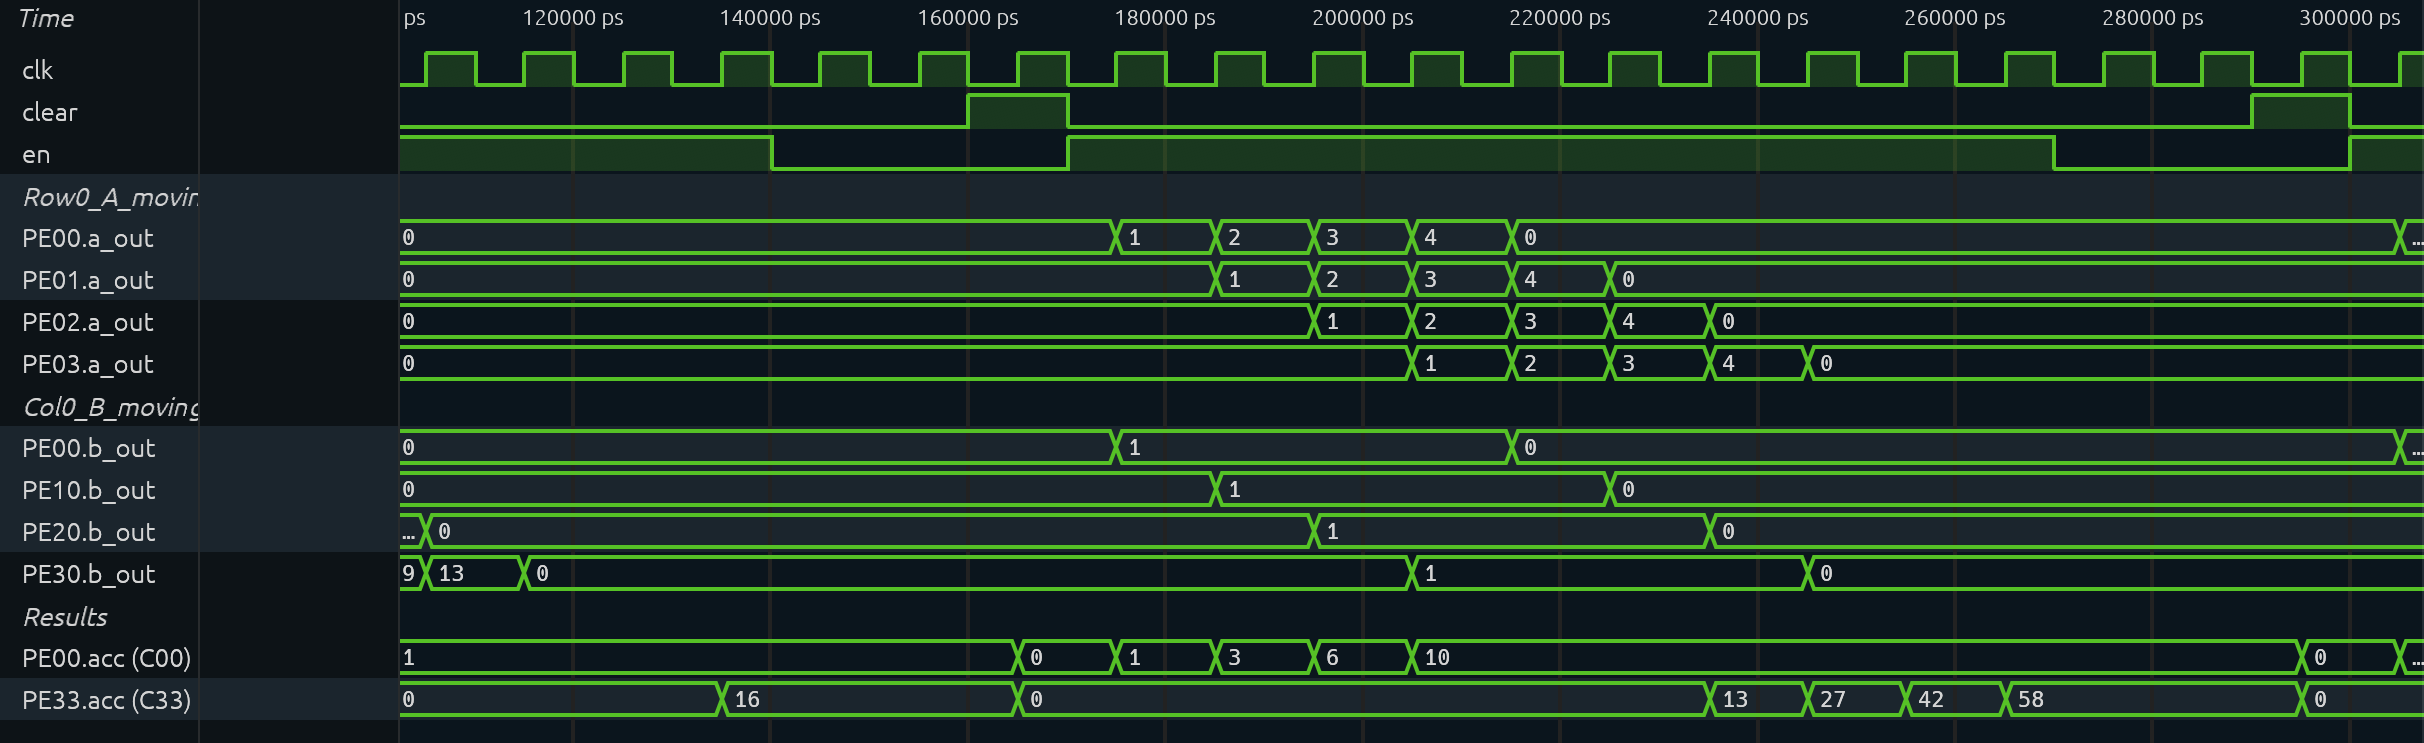 Time ps 120000 ps 140000 ps 160000 ps 180000 ps 200000 ps 220000 ps 240000 ps 260000 ps 280000 ps 300000 ps
clk
clear
en
Row0_A_movin
PE00.a_out 0 1 2 3 4 0 ...
PE01.a_out 0 1 2 3 4 0
PE02.a_out 0 1 2 3 4 0
PE03.a_out 0 1 2 3 4 0
Col0_B_moving
PE00.b_out 0 1 0 ...
PE10.b_out 0 1 0
PE20.b_out ... 0 1 0
PE30.b_out 9 13 0 1 0
Results
PE00.acc (C00) 1 0 1 3 6 10 0 ...
PE33.acc (C33) 0 16 0 13 27 42 58 0